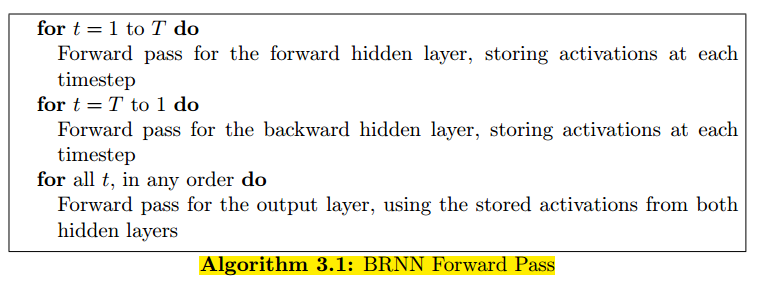 for t = 1 to T do
Forward pass for the forward hidden layer, storing activations at each
timestep
for t = T to 1 do
Forward pass for the backward hidden layer, storing activations at each
timestep
for all t, in any order do
Forward pass for the output layer, using the stored activations from both
hidden layers
Algorithm 3.1: BRNN Forward Pass